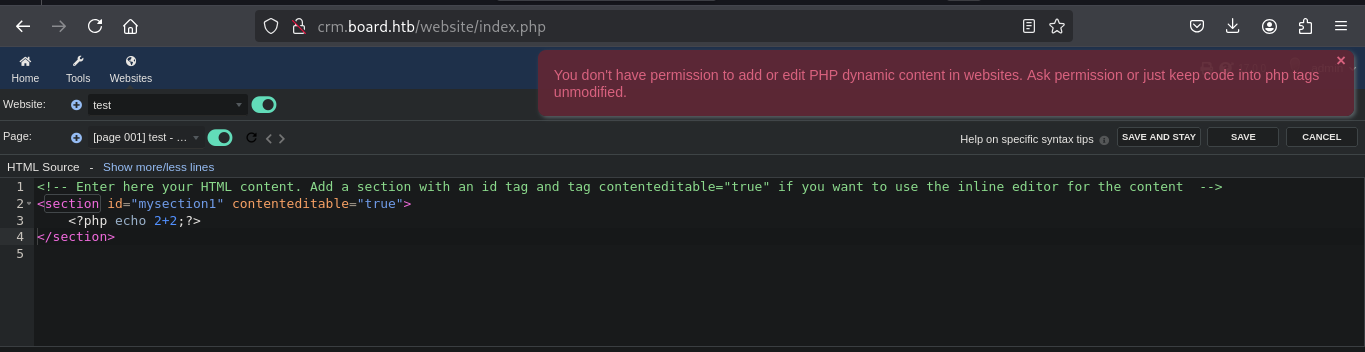 crm.board.htb/website/index.php
Home Tools Websites
You don't have permission to add or edit PHP dynamic content in websites. Ask permission or just keep code into php tags
unmodified.
×
Website: test
Page: [page 001] test - ...
Help on specific syntax tips SAVE AND STAY SAVE CANCEL
HTML Source - Show more/less lines
1 <!-- Enter here your HTML content. Add a section with an id tag and tag contenteditable="true" if you want to use the inline editor for the content  -->
2 <section id="mysection1" contenteditable="true">
3     <?php echo 2+2;?>
4 </section>
5